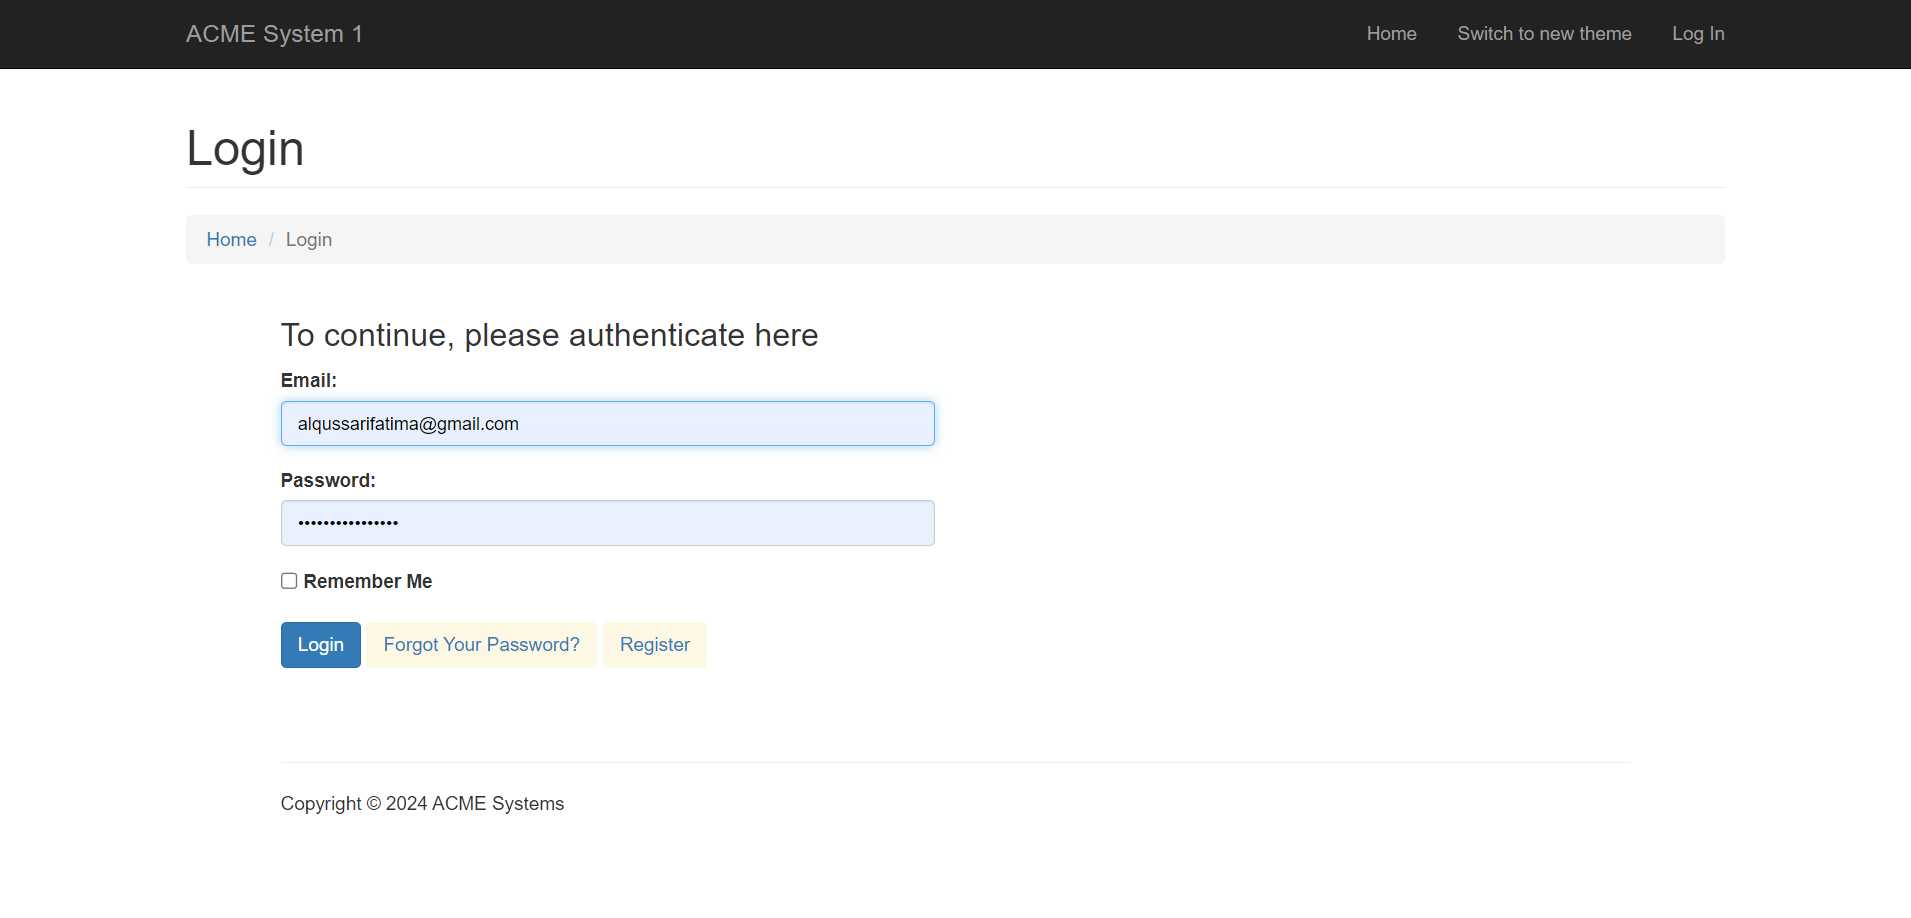 ACME System 1 Home Switch to new theme Log In
Login
Home / Login
To continue, please authenticate here
Email:
alqussarifatima@gmail.com
Password:
••••••••••••••••
Remember Me
Login Forgot Your Password? Register
Copyright © 2024 ACME Systems